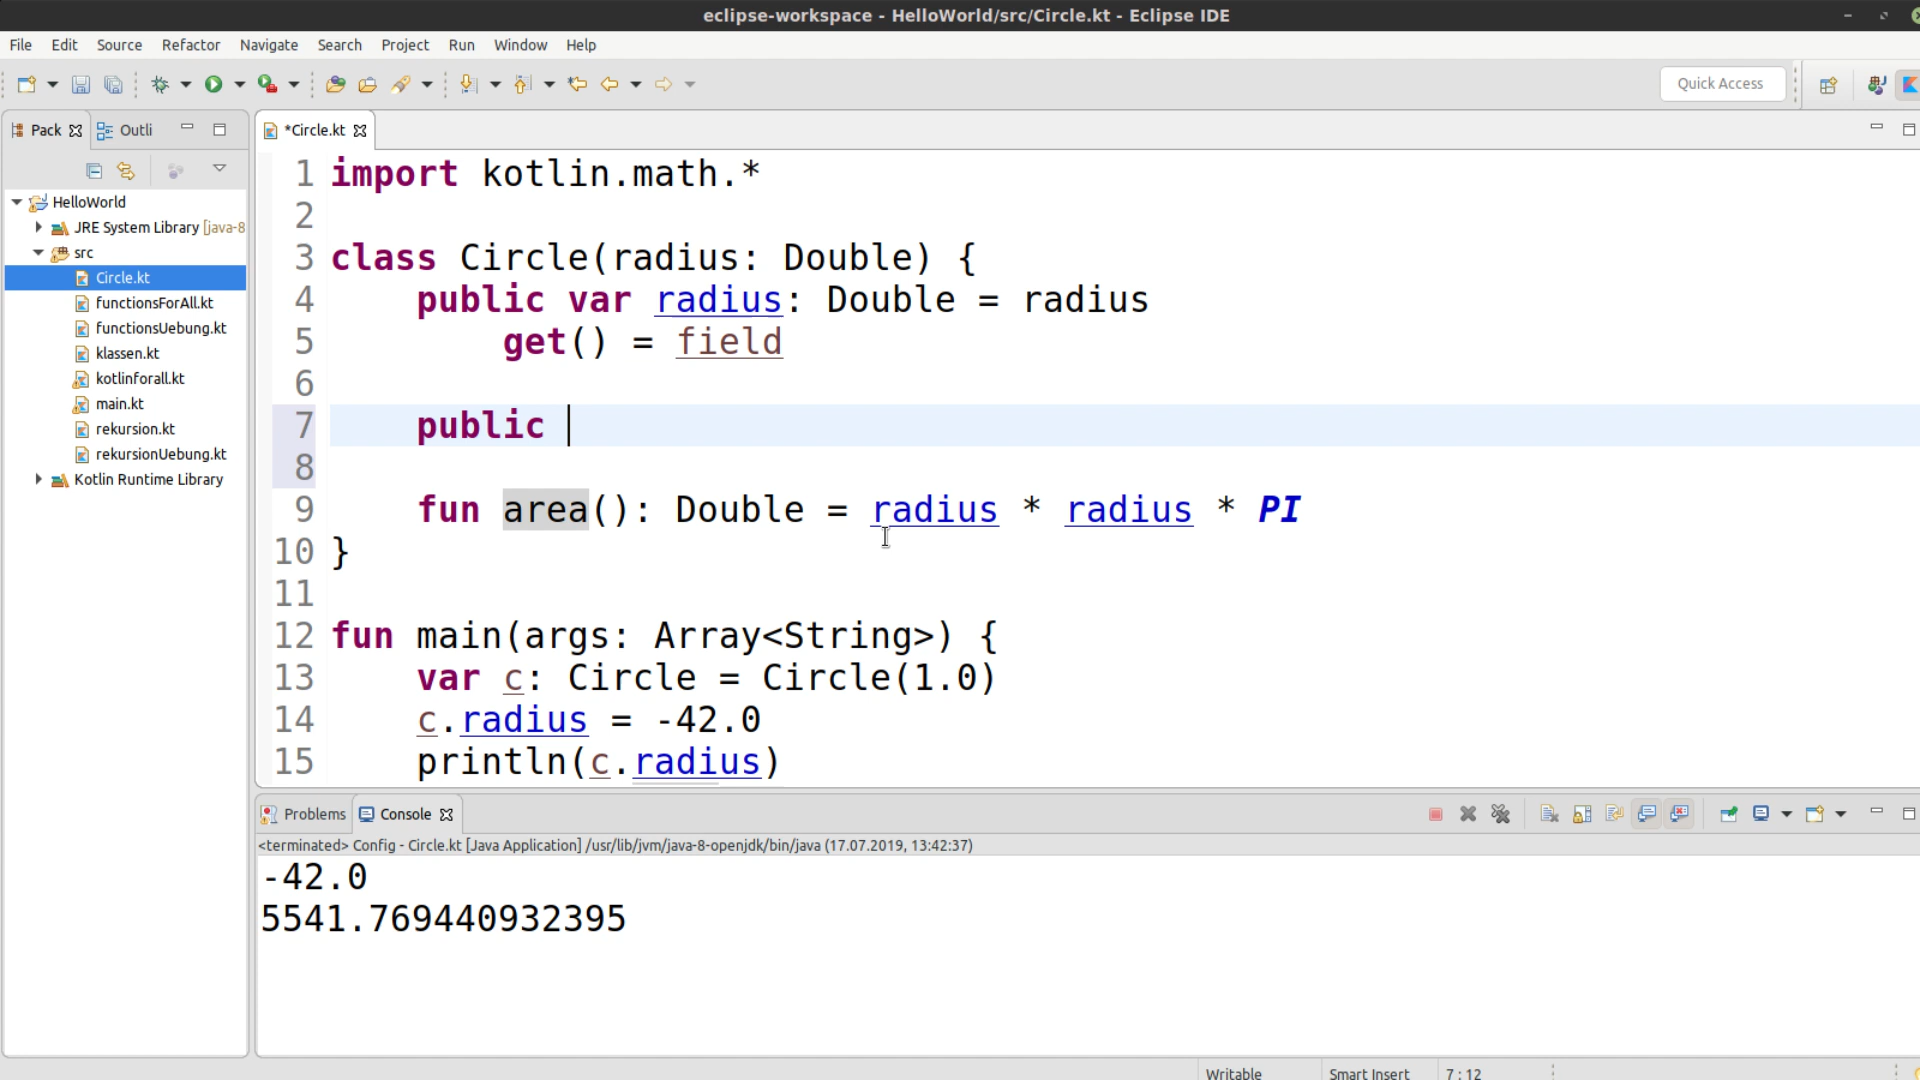 eclipse-workspace - HelloWorld/src/Circle.kt - Eclipse IDE
File Edit Source Refactor Navigate Search Project Run Window Help
Quick Access
Pack Outli
*Circle.kt
HelloWorld
JRE System Library [java-8
src
Circle.kt
functionsForAll.kt
functionsUebung.kt
klassen.kt
kotlinforall.kt
main.kt
rekursion.kt
rekursionUebung.kt
Kotlin Runtime Library
1 import kotlin.math.*
2
3 class Circle(radius: Double) {
4 public var radius: Double = radius
5 get() = field
6
7 public
8
9 fun area(): Double = radius * radius * PI
10 }
11
12 fun main(args: Array<String>) {
13 var c: Circle = Circle(1.0)
14 c.radius = -42.0
15 println(c.radius)
Problems Console
<terminated> Config - Circle.kt [Java Application] /usr/lib/jvm/java-8-openjdk/bin/java (17.07.2019, 13:42:37)
-42.0
5541.769440932395
Writable Smart Insert 7 : 12